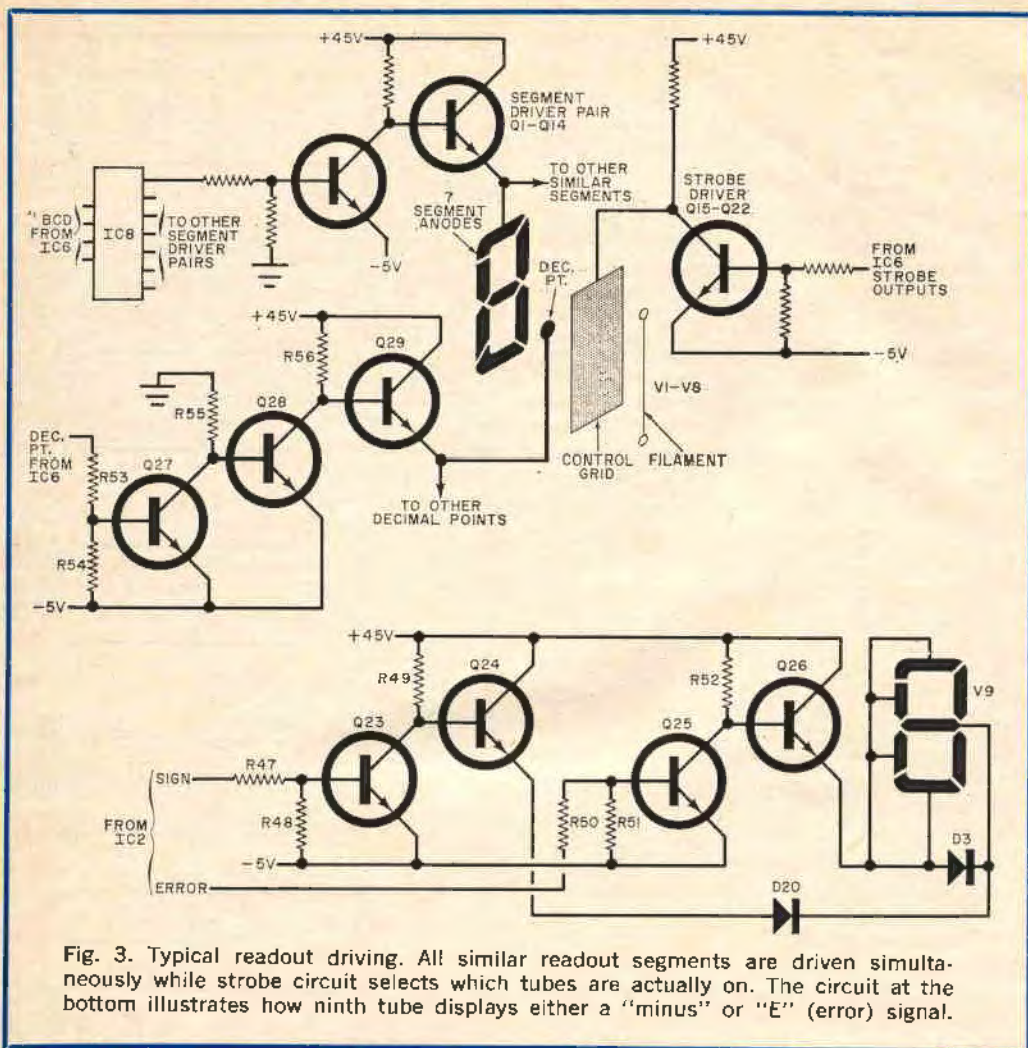 +45V
+45V
SEGMENT
DRIVER PAIR
Q1-Q14
TO OTHER
SIMILAR
SEGMENTS
STROBE
DRIVER
Q15-Q22
7
SEGMENT
ANODES
BCD
FROM
IC6
IC8
TO OTHER
SEGMENT
DRIVER
PAIRS
-5V
DEC.
PT.
FROM
IC6
STROBE
OUTPUTS
+45V
R56
Q29
-5V
V1-V8
R55
Q28
DEC.
PT.
FROM
IC6
R53
Q27
CONTROL
GRID
FILAMENT
TO OTHER
DECIMAL POINTS
R54
-5V
+45V
R49
Q24
R52
Q26
V9
Q23
Q25
SIGN
R47
FROM
IC2
R48
R50
R51
-5V
D3
ERROR
D20
Fig. 3. Typical readout driving. All similar readout segments are driven simulta-
neously while strobe circuit selects which tubes are actually on. The circuit at the
bottom illustrates how ninth tube displays either a "minus" or "E" (error) signal.